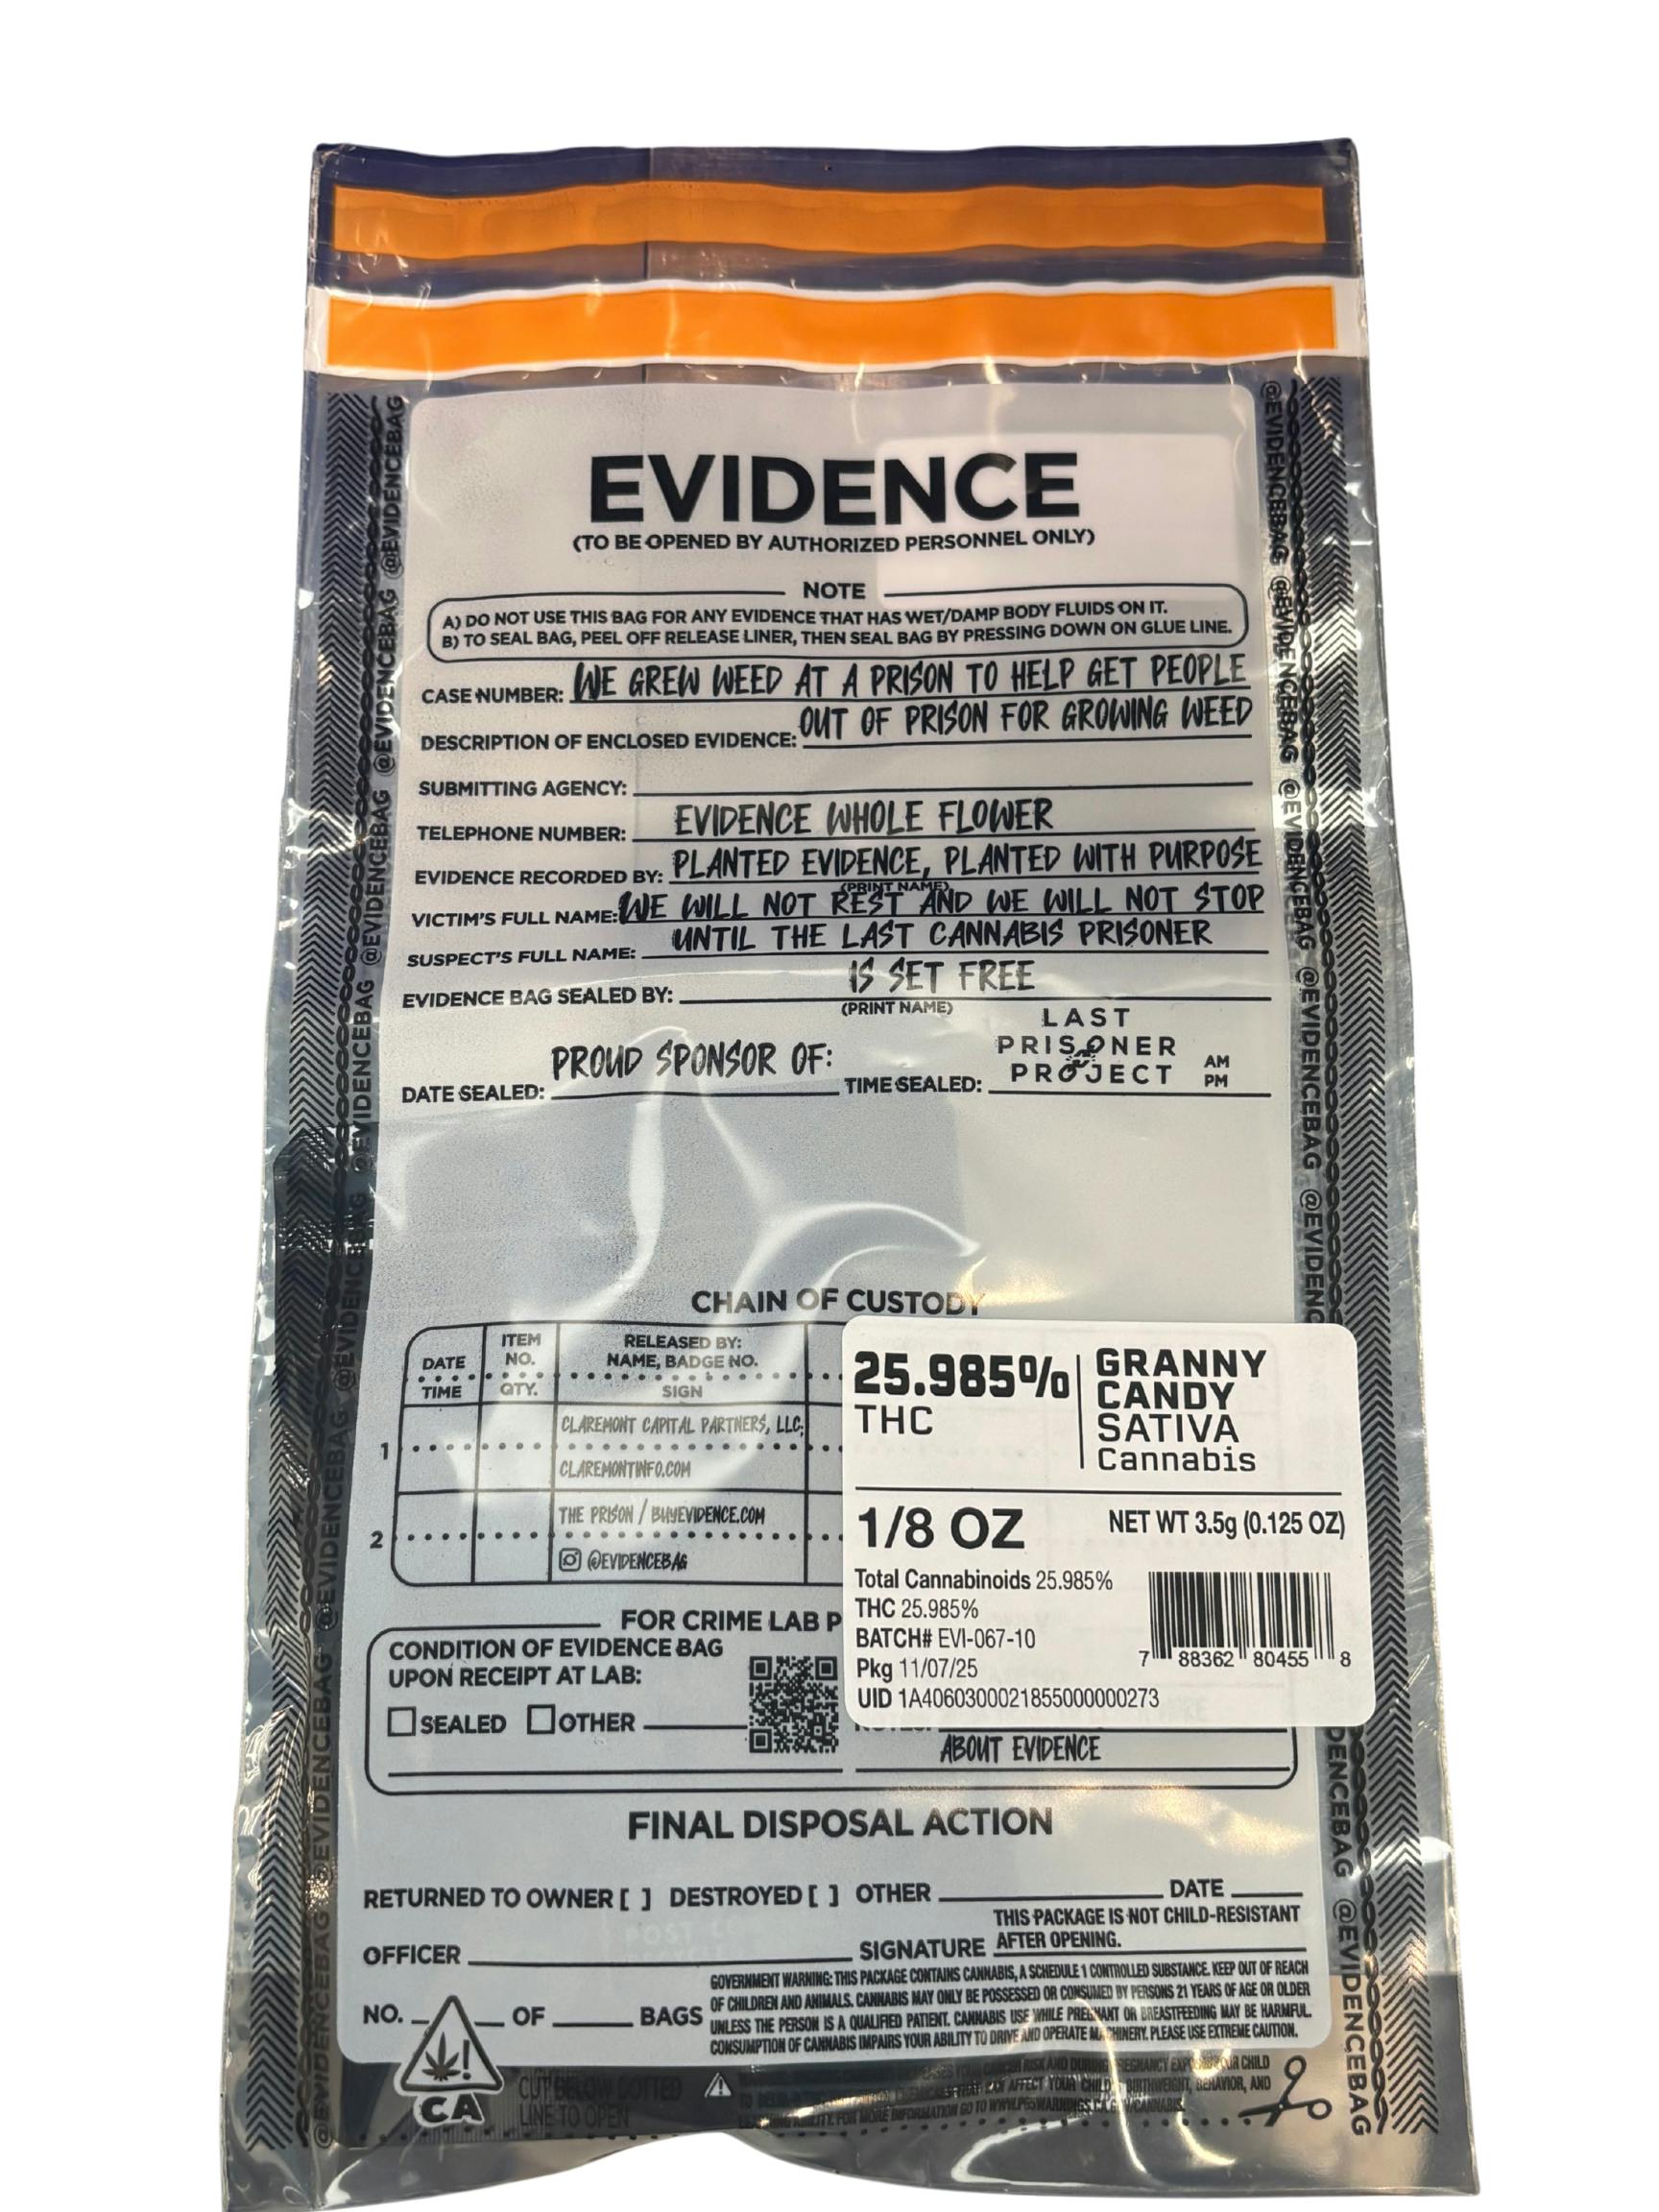 EVIDENCE
(TO BE OPENED BY AUTHORIZED PERSONNEL ONLY)
NOTE
A) DO NOT USE THIS BAG FOR ANY EVIDENCE THAT HAS WET/DAMP BODY FLUIDS ON IT.
B) TO SEAL BAG, PEEL OFF RELEASE LINER, THEN SEAL BAG BY PRESSING DOWN ON GLUE LINE.
CASE NUMBER: WE GREW WEED AT A PRISON TO HELP GET PEOPLE
DESCRIPTION OF ENCLOSED EVIDENCE: OUT OF PRISON FOR GROWING WEED
SUBMITTING AGENCY:
TELEPHONE NUMBER: EVIDENCE WHOLE FLOWER
EVIDENCE RECORDED BY: PLANTED EVIDENCE, PLANTED WITH PURPOSE
(PRINT NAME)
VICTIM'S FULL NAME: WE WILL NOT REST AND WE WILL NOT STOP
SUSPECT'S FULL NAME: UNTIL THE LAST CANNABIS PRISONER
EVIDENCE BAG SEALED BY: IS SET FREE
(PRINT NAME)
DATE SEALED: PROUD SPONSOR OF:
TIME SEALED: LAST
PRISONER
PROJECT
AM
PM
CHAIN OF CUSTODY
DATE
TIME
ITEM
NO.
QTY.
RELEASED BY:
NAME, BADGE NO.
SIGN
1
CLAREMONT CAPITAL PARTNERS, LLC;
CLAREMONTINFO.COM
2
THE PRISON / BUYEVIDENCE.COM
@EVIDENCEBAG
25.985%
THC
GRANNY
CANDY
SATIVA
Cannabis
1/8 OZ
NET WT 3.5g (0.125 OZ)
Total Cannabinoids 25.985%
THC 25.985%
BATCH# EVI-067-10
Pkg 11/07/25
UID 1A4060300021855000000273
7 88362 80455 8
FOR CRIME LAB P
CONDITION OF EVIDENCE BAG
UPON RECEIPT AT LAB:
SEALED OTHER
ABOUT EVIDENCE
FINAL DISPOSAL ACTION
RETURNED TO OWNER [ ] DESTROYED [ ] OTHER DATE
THIS PACKAGE IS NOT CHILD-RESISTANT
AFTER OPENING.
OFFICER SIGNATURE
NO. OF BAGS
GOVERNMENT WARNING: THIS PACKAGE CONTAINS CANNABIS, A SCHEDULE 1 CONTROLLED SUBSTANCE. KEEP OUT OF REACH
OF CHILDREN AND ANIMALS. CANNABIS MAY ONLY BE POSSESSED OR CONSUMED BY PERSONS 21 YEARS OF AGE OR OLDER
UNLESS THE PERSON IS A QUALIFIED PATIENT. CANNABIS USE WHILE PREGNANT OR BREASTFEEDING MAY BE HARMFUL.
CONSUMPTION OF CANNABIS IMPAIRS YOUR ABILITY TO DRIVE AND OPERATE MACHINERY. PLEASE USE EXTREME CAUTION.
CA
CUT BELOW DOTTED
LINE TO OPEN
@EVIDENCEBAG @EVIDENCEBAG @EVIDENCEBAG @EVIDENCEBAG
@EVIDENCEBAG @EVIDENCEBAG @EVIDENCEBAG @EVIDENCEBAG